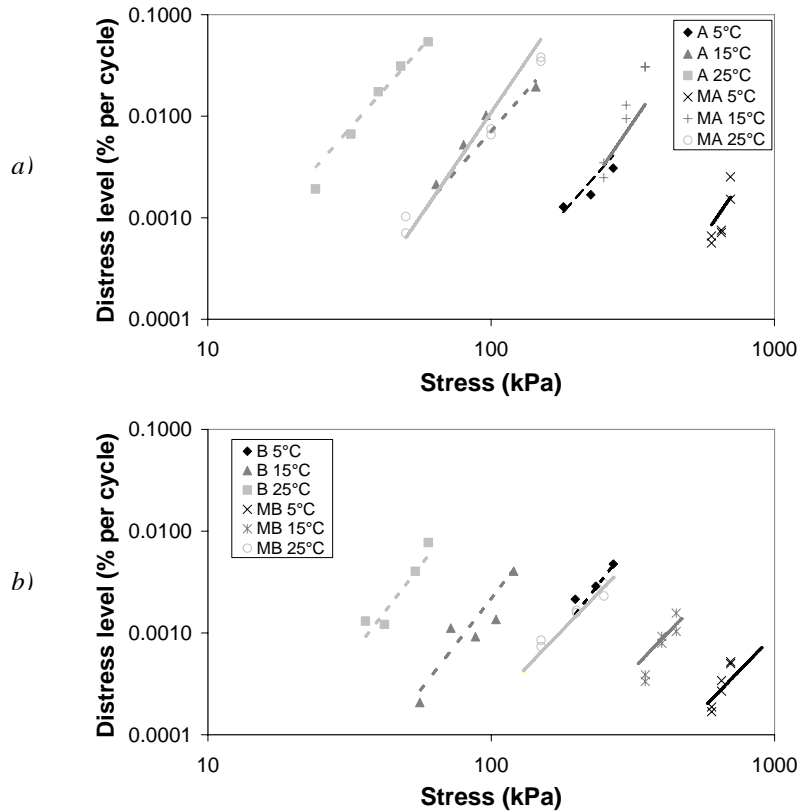 a)
Distress level (% per cycle)
0.1000
0.0100
0.0010
0.0001
10
100
1000
Stress (kPa)
A 5°C
A 15°C
A 25°C
MA 5°C
MA 15°C
MA 25°C
b)
Distress level (% per cycle)
0.1000
0.0100
0.0010
0.0001
10
100
1000
Stress (kPa)
B 5°C
B 15°C
B 25°C
MB 5°C
MB 15°C
MB 25°C